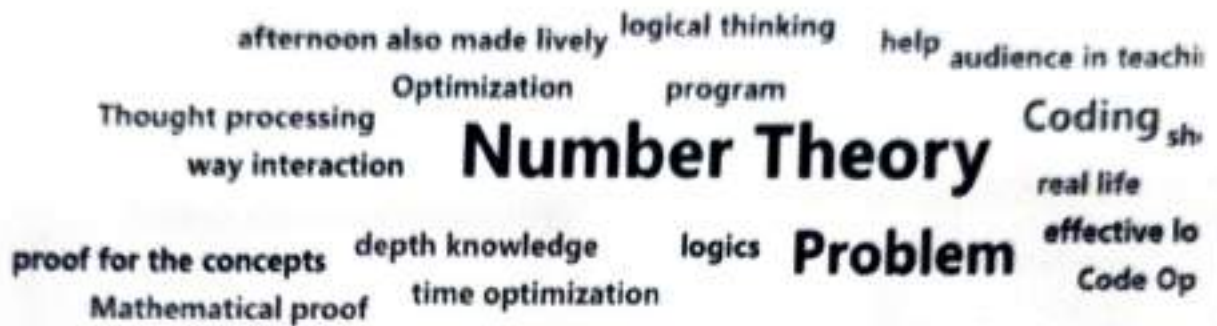 afternoon also made lively logical thinking help audience in teachi
Optimization program
Thought processing Coding
way interaction Number Theory sh
real life
proof for the concepts depth knowledge logics Problem effective lo
Mathematical proof time optimization Code Op